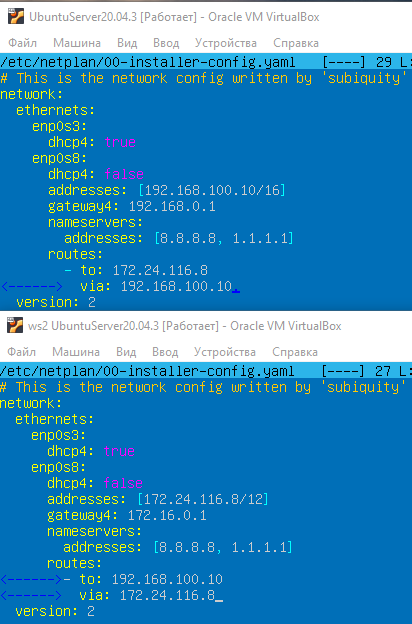 UbuntuServer20.04.3 [Работает] - Oracle VM VirtualBox
Файл Машина Вид Ввод Устройства Справка
/etc/netplan/00-installer-config.yaml [----] 29 L:
# This is the network config written by 'subiquity'
network:
  ethernets:
    enp0s3:
      dhcp4: true
    enp0s8:
      dhcp4: false
      addresses: [192.168.100.10/16]
      gateway4: 192.168.0.1
      nameservers:
        addresses: [8.8.8.8, 1.1.1.1]
      routes:
        - to: 172.24.116.8
<------>  via: 192.168.100.10
  version: 2
ws2 UbuntuServer20.04.3 [Работает] - Oracle VM VirtualBox
Файл Машина Вид Ввод Устройства Справка
/etc/netplan/00-installer-config.yaml [----] 27 L:
# This is the network config written by 'subiquity'
network:
  ethernets:
    enp0s3:
      dhcp4: true
    enp0s8:
      dhcp4: false
      addresses: [172.24.116.8/12]
      gateway4: 172.16.0.1
      nameservers:
        addresses: [8.8.8.8, 1.1.1.1]
      routes:
<------>- to: 192.168.100.10
<------>  via: 172.24.116.8
  version: 2